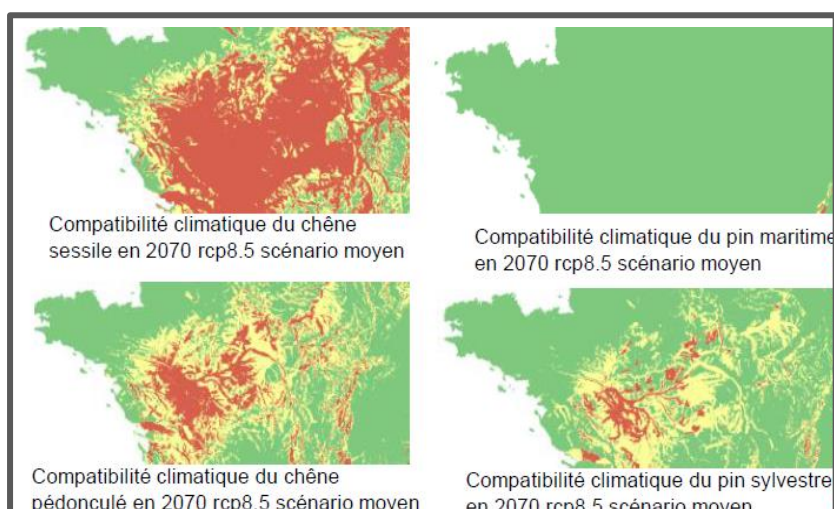 Compatibilité climatique du chêne
sessile en 2070 rcp8.5 scénario moyen
Compatibilité climatique du pin maritime
en 2070 rcp8.5 scénario moyen
Compatibilité climatique du chêne
pédonculé en 2070 rcp8.5 scénario moyen
Compatibilité climatique du pin sylvestre
en 2070 rcp8.5 scénario moyen